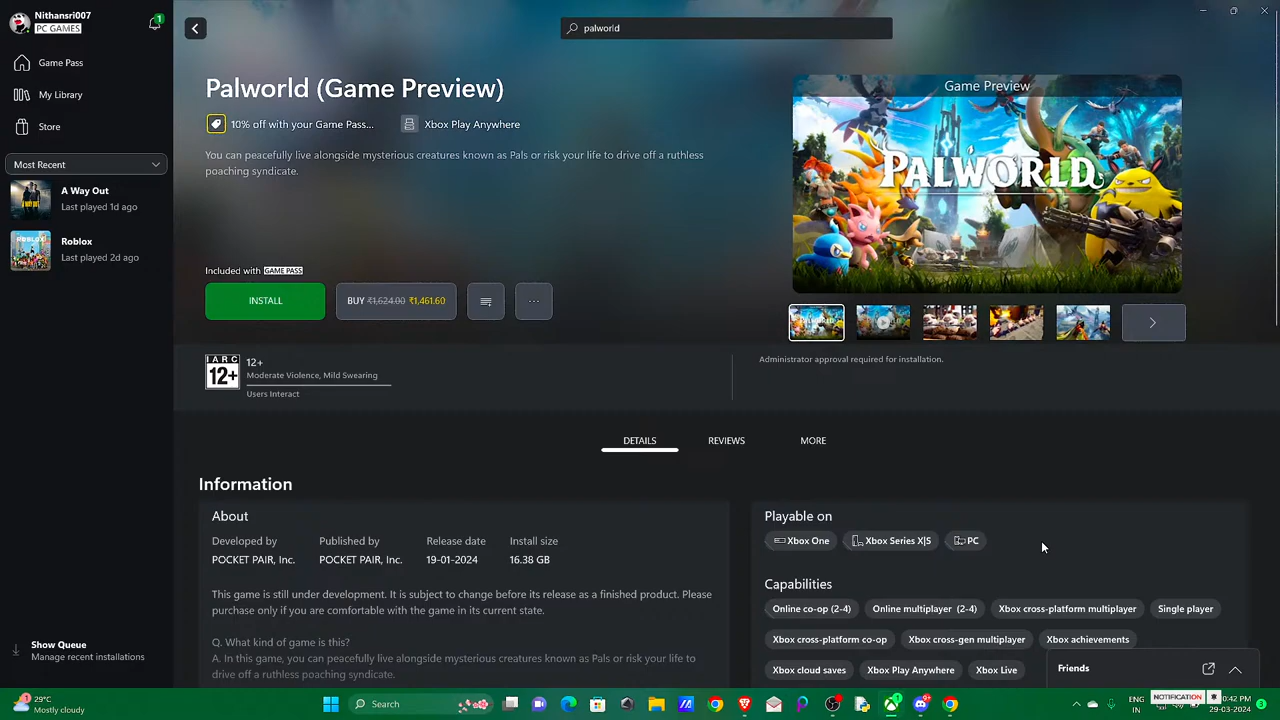 Nithansri007
PC GAMES
1
palworld
Game Pass
My Library
Store
Most Recent
A Way Out
Last played 1d ago
ROBLOX
Roblox
Last played 2d ago
Show Queue
Manage recent installations
Palworld (Game Preview)
10% off with your Game Pass...
Xbox Play Anywhere
You can peacefully live alongside mysterious creatures known as Pals or risk your life to drive off a ruthless
poaching syndicate.
Included with GAME PASS
INSTALL
BUY ₹1,624.00 ₹1,461.60
...
Game Preview
PALWORLD
IARC
12+
12+
Moderate Violence, Mild Swearing
Users Interact
Administrator approval required for installation.
DETAILS
REVIEWS
MORE
Information
About
Developed by
POCKET PAIR, Inc.
Published by
POCKET PAIR, Inc.
Release date
19-01-2024
Install size
16.38 GB
This game is still under development. It is subject to change before its release as a finished product. Please
purchase only if you are comfortable with the game in its current state.
Q. What kind of game is this?
A. In this game, you can peacefully live alongside mysterious creatures known as Pals or risk your life to
drive off a ruthless poaching syndicate.
Playable on
Xbox One
Xbox Series X|S
PC
Capabilities
Online co-op (2-4)
Online multiplayer (2-4)
Xbox cross-platform multiplayer
Single player
Xbox cross-platform co-op
Xbox cross-gen multiplayer
Xbox achievements
Xbox cloud saves
Xbox Play Anywhere
Xbox Live
Friends
29°C
Mostly cloudy
Search
1
9+
ENG
IN
NOTIFICATION
0:42 PM
29-03-2024
3